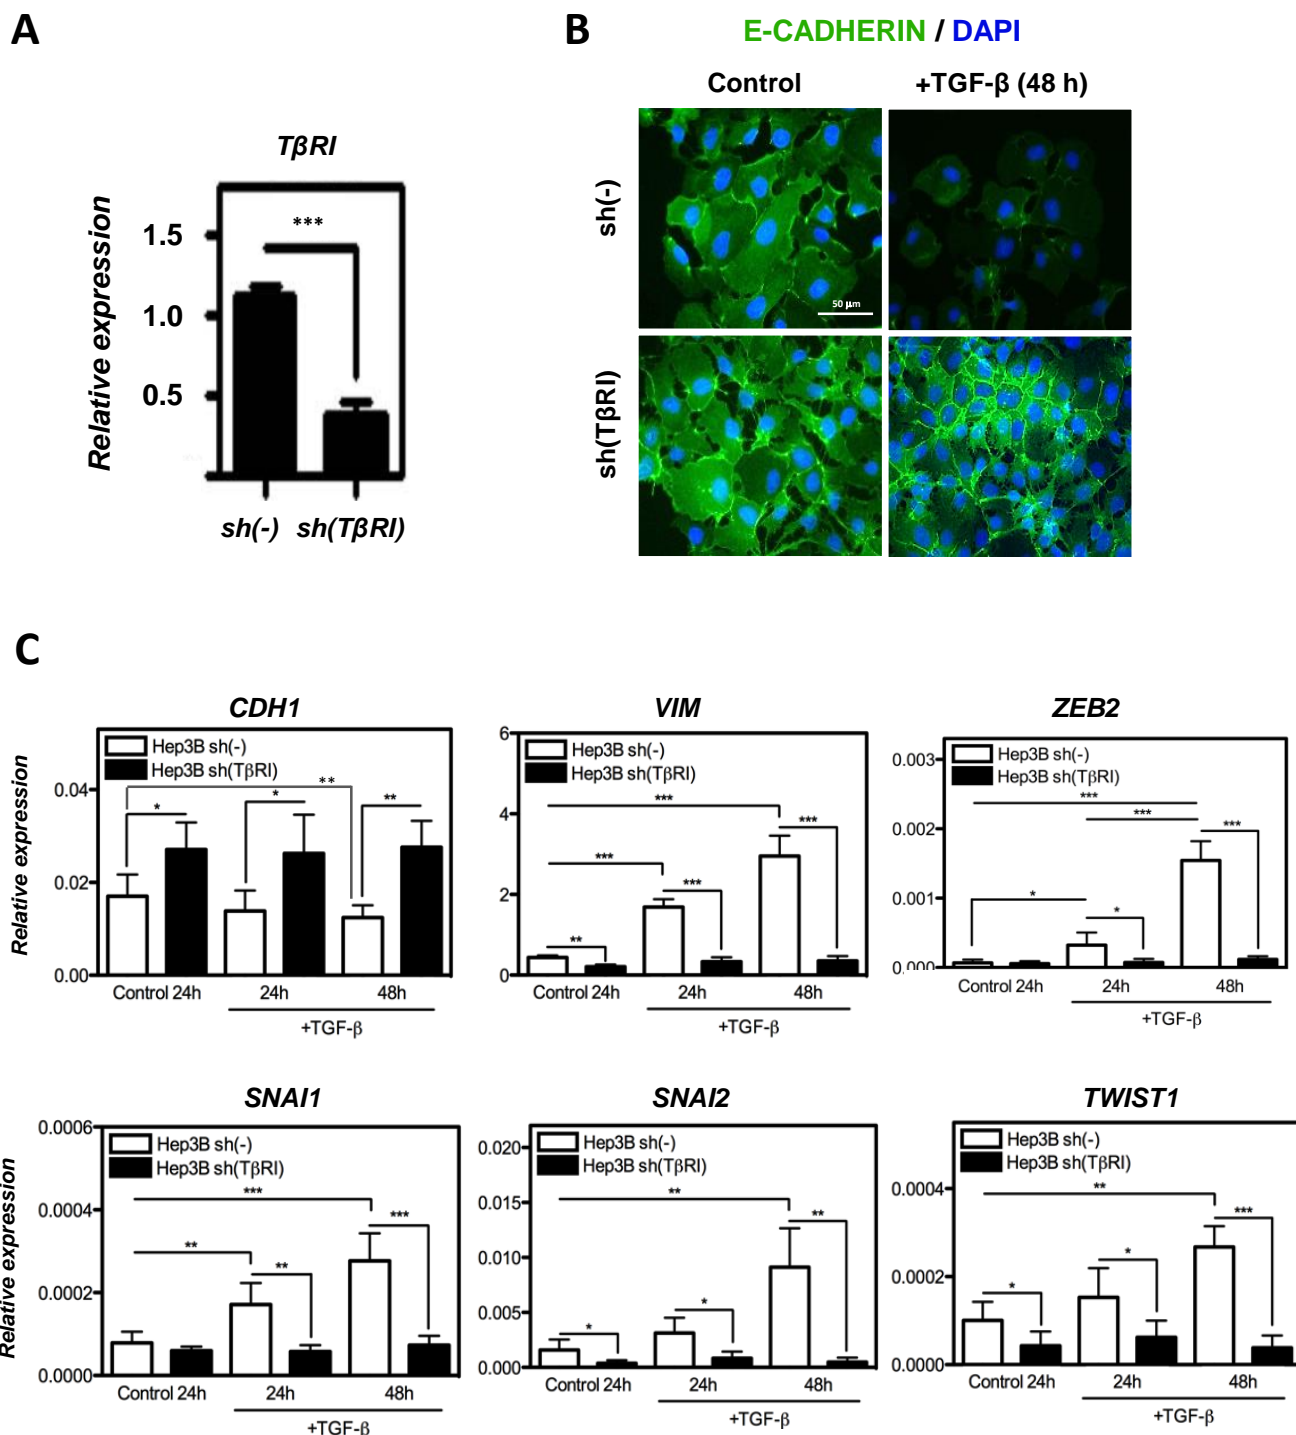 A
TβRI
Relative expression
1.5
1.0
0.5
***
sh(-) sh(TβRI)
B
E-CADHERIN / DAPI
Control +TGF-β (48 h)
sh(-)
50 µm
sh(TβRI)
C
CDH1
Relative expression
Hep3B sh(-)
Hep3B sh(TβRI)
0.04
0.02
0.00
*
*
**
**
Control 24h 24h 48h
+TGF-β
VIM
Hep3B sh(-)
Hep3B sh(TβRI)
6
4
2
0
**
***
***
***
***
Control 24h 24h 48h
+TGF-β
ZEB2
Hep3B sh(-)
Hep3B sh(TβRI)
0.003
0.002
0.001
0.000
***
***
***
*
*
Control 24h 24h 48h
+TGF-β
SNAI1
Relative expression
Hep3B sh(-)
Hep3B sh(TβRI)
0.0006
0.0004
0.0002
0.0000
***
***
**
**
Control 24h 24h 48h
+TGF-β
SNAI2
Hep3B sh(-)
Hep3B sh(TβRI)
0.020
0.015
0.010
0.005
0.000
**
**
*
*
Control 24h 24h 48h
+TGF-β
TWIST1
Hep3B sh(-)
Hep3B sh(TβRI)
0.0004
0.0002
0.0000
**
***
*
*
Control 24h 24h 48h
+TGF-β